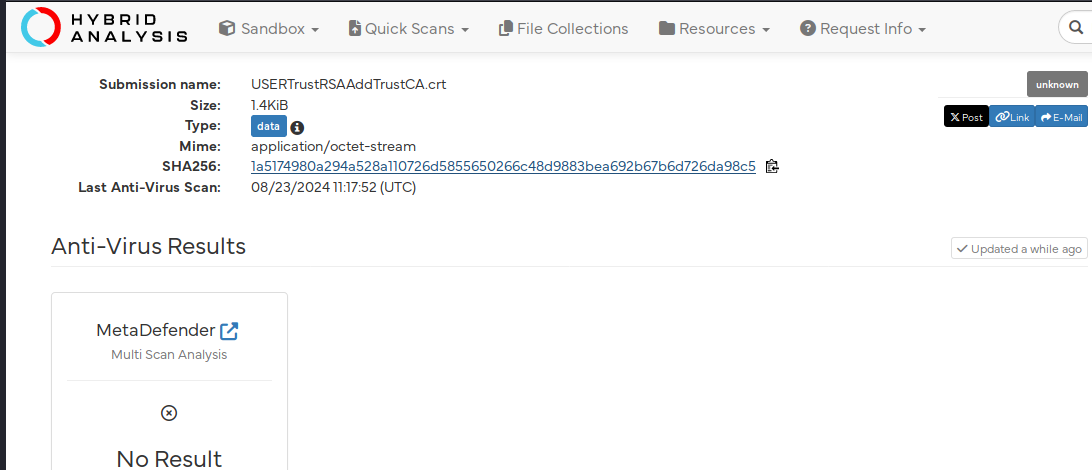 HYBRID
ANALYSIS
Sandbox
Quick Scans
File Collections
Resources
Request Info
Submission name: USERTrustRSAAddTrustCA.crt
unknown
Size: 1.4KiB
Post
Link
E-Mail
Type: data
Mime: application/octet-stream
SHA256: 1a5174980a294a528a110726d5855650266c48d9883bea692b67b6d726da98c5
Last Anti-Virus Scan: 08/23/2024 11:17:52 (UTC)
Anti-Virus Results
Updated a while ago
MetaDefender
Multi Scan Analysis
No Result